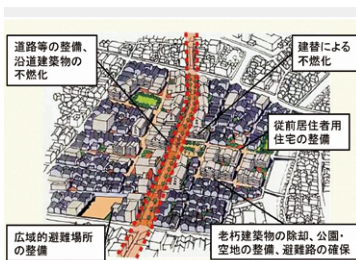 道路等の整備、
沿道建築物の
不燃化
建替による
不燃化
従前居住者用
住宅の整備
広域的避難場所
の整備
老朽建築物の除却、公園・
空地の整備、避難路の確保